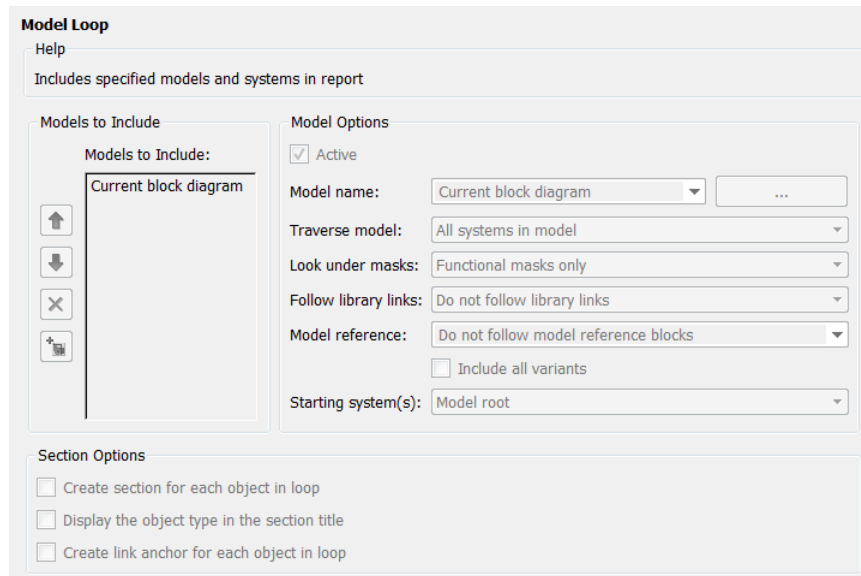 Model Loop
Help
Includes specified models and systems in report
Models to Include
Models to Include:
Current block diagram
Model Options
Active
Model name: Current block diagram ...
Traverse model: All systems in model
Look under masks: Functional masks only
Follow library links: Do not follow library links
Model reference: Do not follow model reference blocks
Include all variants
Starting system(s): Model root
Section Options
Create section for each object in loop
Display the object type in the section title
Create link anchor for each object in loop